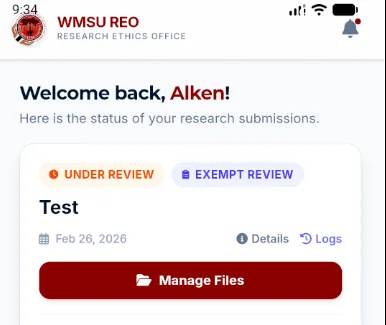 9:34
WMSU REO
RESEARCH ETHICS OFFICE
Welcome back, Alken!
Here is the status of your research submissions.
UNDER REVIEW EXEMPT REVIEW
Test
Feb 26, 2026 Details Logs
Manage Files